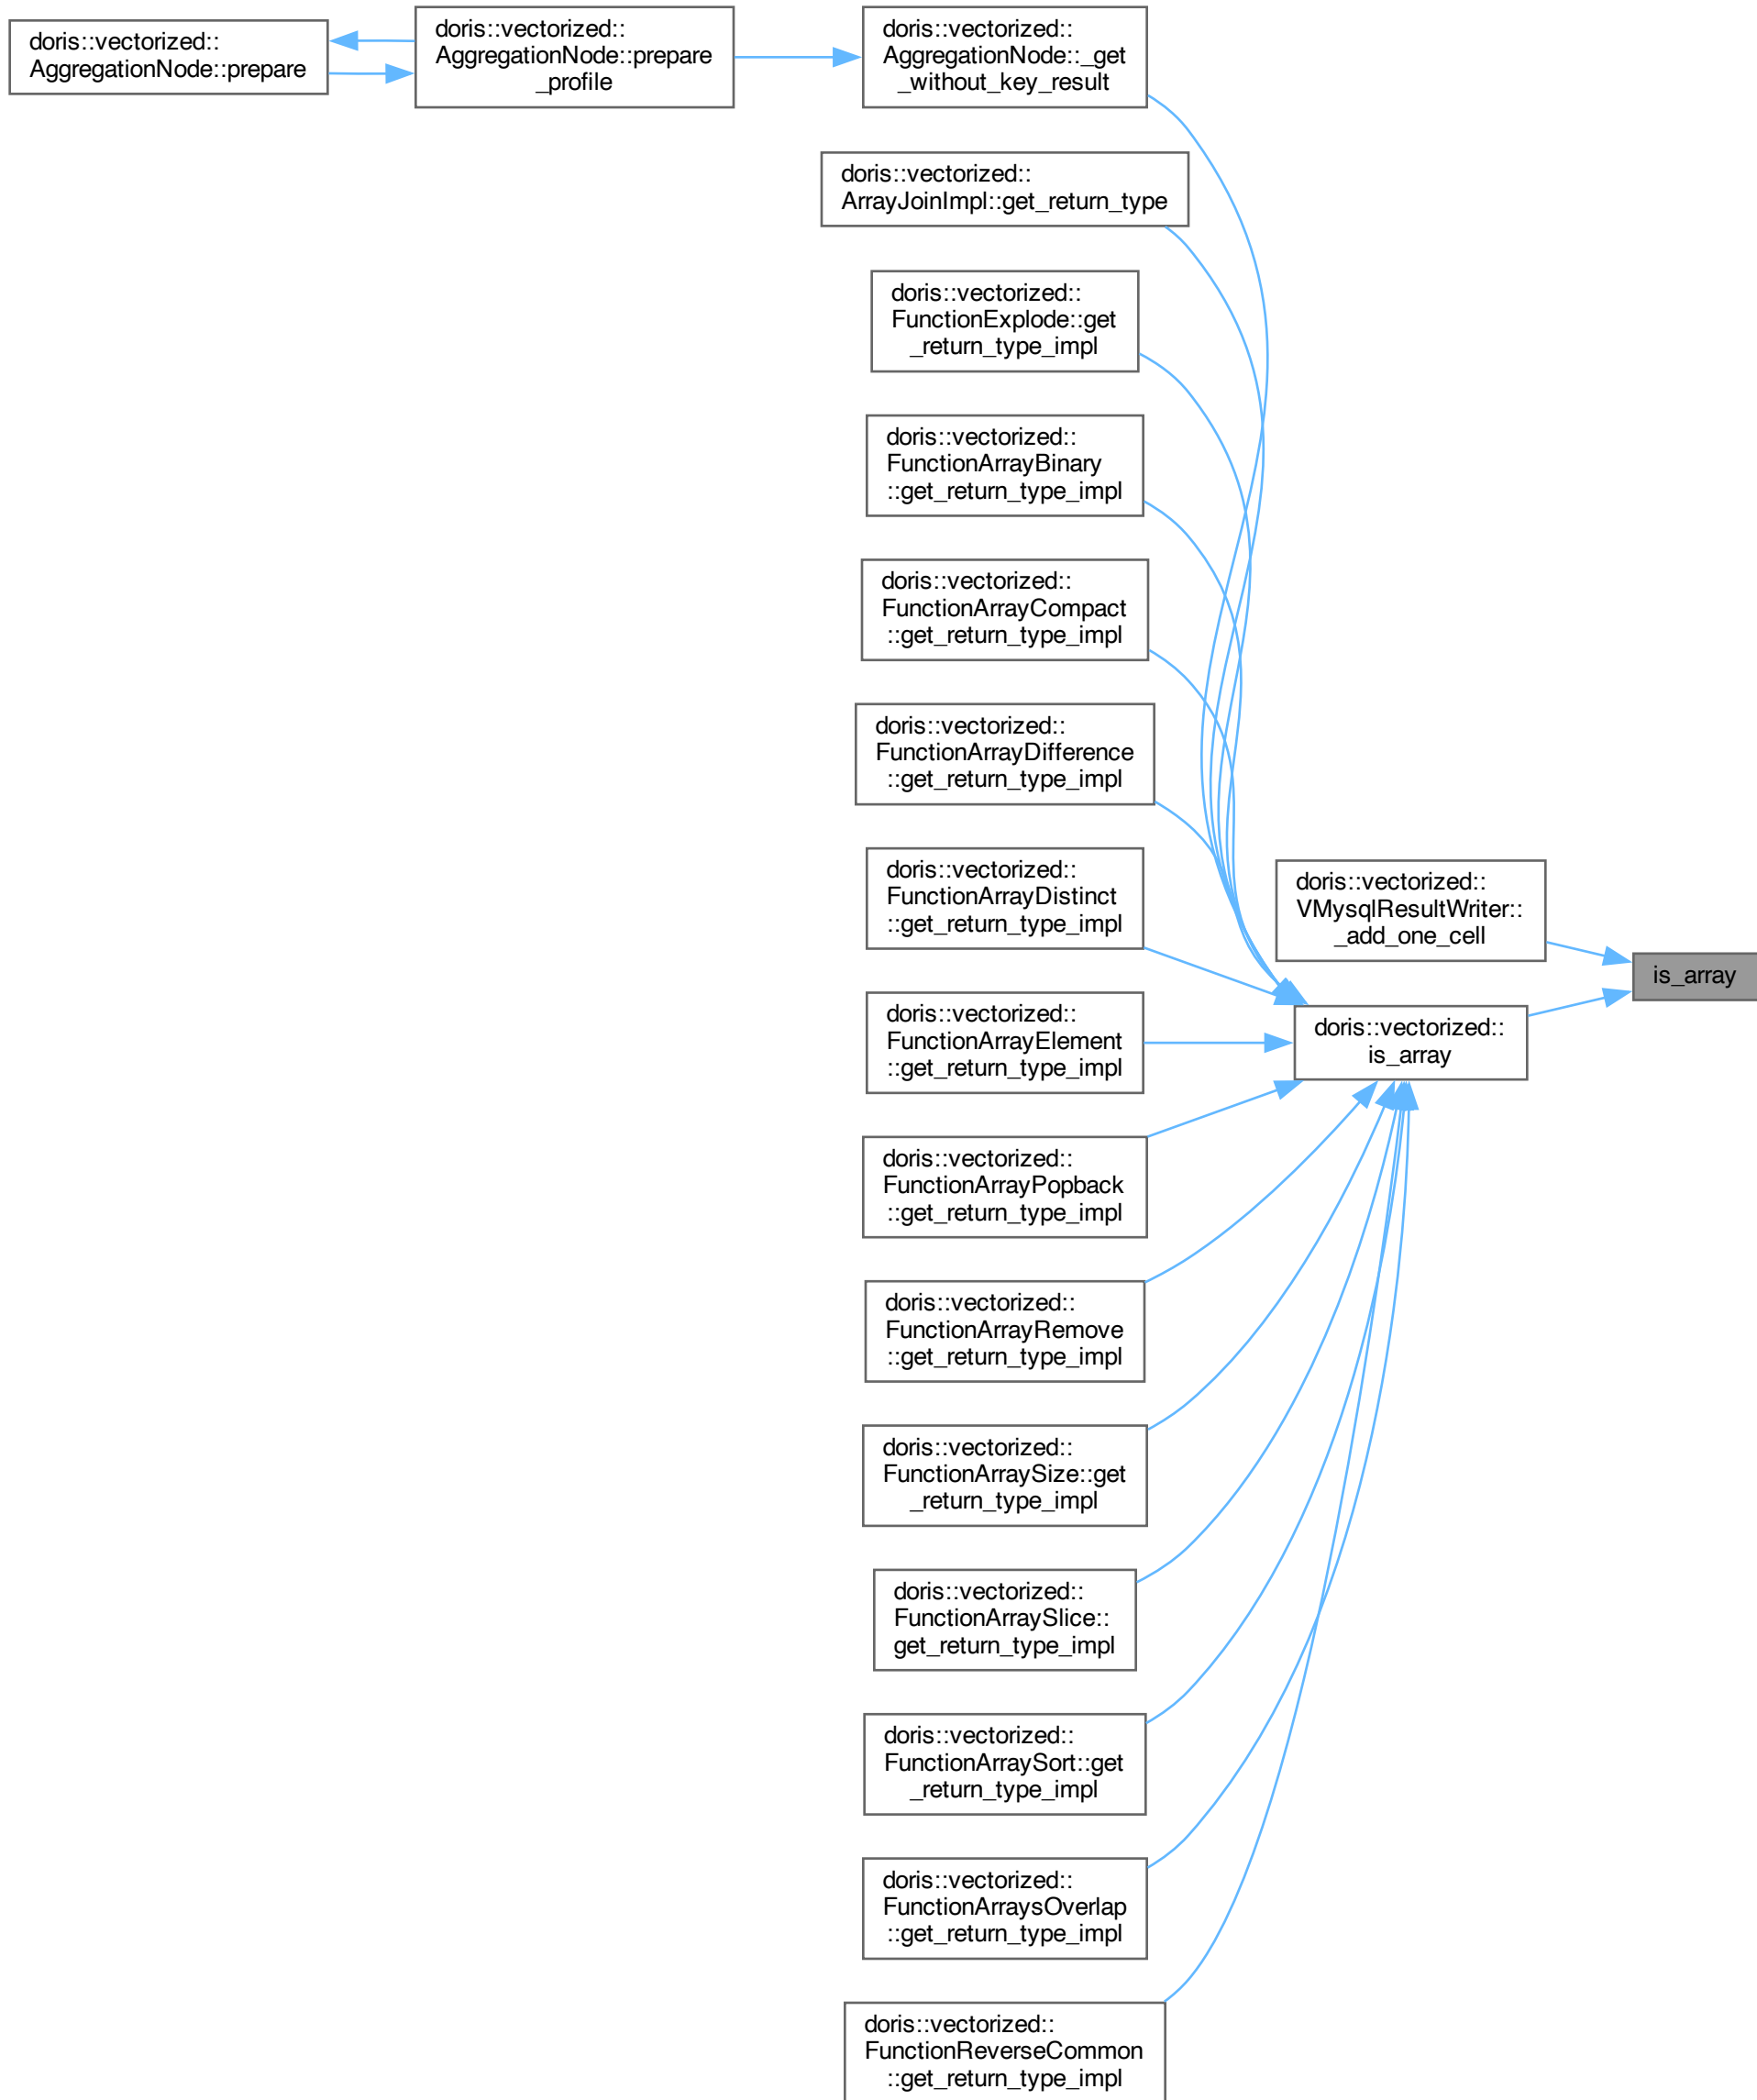 doris::vectorized::
AggregationNode::prepare
doris::vectorized::
AggregationNode::prepare
_profile
doris::vectorized::
AggregationNode::_get
_without_key_result
doris::vectorized::
ArrayJoinImpl::get_return_type
doris::vectorized::
FunctionExplode::get
_return_type_impl
doris::vectorized::
FunctionArrayBinary
::get_return_type_impl
doris::vectorized::
FunctionArrayCompact
::get_return_type_impl
doris::vectorized::
FunctionArrayDifference
::get_return_type_impl
doris::vectorized::
FunctionArrayDistinct
::get_return_type_impl
doris::vectorized::
VMysqlResultWriter::
_add_one_cell
is_array
doris::vectorized::
FunctionArrayElement
::get_return_type_impl
doris::vectorized::
is_array
doris::vectorized::
FunctionArrayPopback
::get_return_type_impl
doris::vectorized::
FunctionArrayRemove
::get_return_type_impl
doris::vectorized::
FunctionArraySize::get
_return_type_impl
doris::vectorized::
FunctionArraySlice::
get_return_type_impl
doris::vectorized::
FunctionArraySort::get
_return_type_impl
doris::vectorized::
FunctionArraysOverlap
::get_return_type_impl
doris::vectorized::
FunctionReverseCommon
::get_return_type_impl